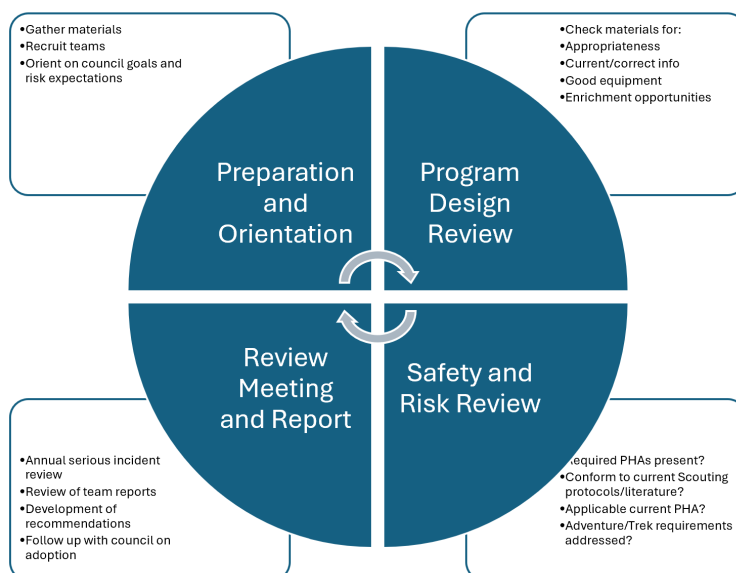 •Gather materials
•Recruit teams
•Orient on council goals and
risk expectations
•Check materials for:
•Appropriateness
•Current/correct info
•Good equipment
•Enrichment opportunities
Preparation
and
Orientation
Program
Design
Review
Review
Meeting
and Report
Safety and
Risk Review
•Annual serious incident
review
•Review of team reports
•Development of
recommendations
•Follow up with council on
adoption
PHAs present?
•Conform to current Scouting
protocols/literature?
•Applicable current PHA?
•Adventure/Trek requirements
addressed?